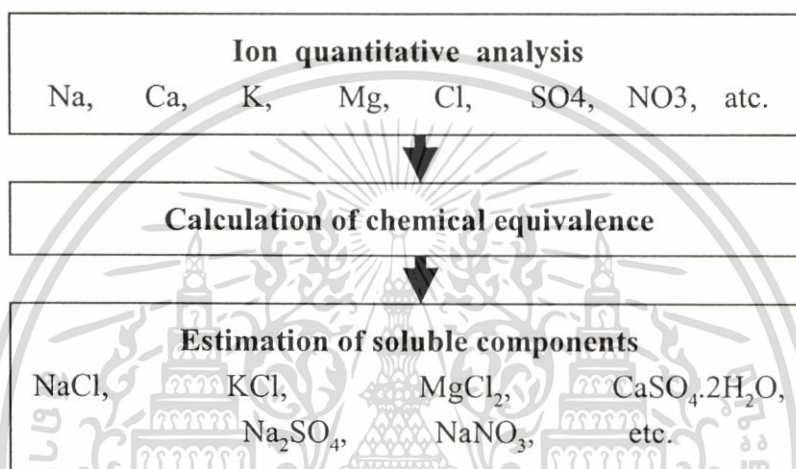 Ion quantitative analysis
Na, Ca, K, Mg, Cl, SO4, NO3, atc.
Calculation of chemical equivalence
Estimation of soluble components
NaCl, KCl, MgCl₂, CaSO₄.2H₂O,
Na₂SO₄, NaNO₃, etc.